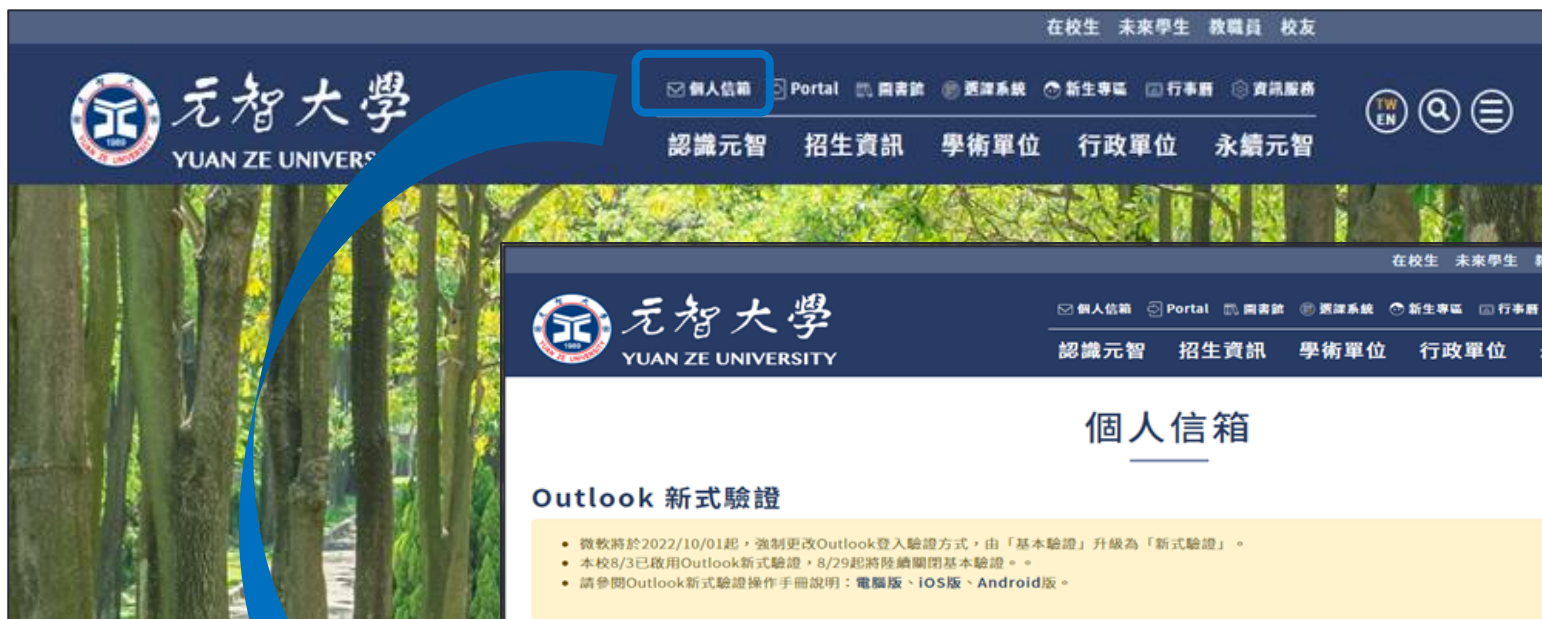 在校生 未來學生 教職員 校友
元智大學
YUAN ZE UNIVERS
1989
YUAN ZE UNIVERSITY
個人信箱 Portal 圖書館 選課系統 新生專區 行事曆 資訊服務
認識元智 招生資訊 學術單位 行政單位 永續元智
TW
EN
在校生 未來學生
元智大學
YUAN ZE UNIVERSITY
1989
YUAN ZE UNIVERSITY
個人信箱 Portal 圖書館 選課系統 新生專區 行事曆
認識元智 招生資訊 學術單位 行政單位
個人信箱
Outlook 新式驗證
• 微軟將於2022/10/01起,強制更改Outlook登入驗證方式,由「基本驗證」升級為「新式驗證」。
• 本校8/3已啟用Outlook新式驗證,8/29起將陸續關閉基本驗證。。
• 請參閱Outlook新式驗證操作手冊說明:電腦版、iOS版、Android版。